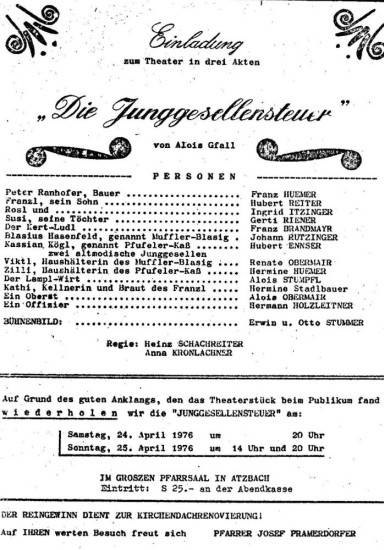 Einladung
zum Theater in drei Akten
„Die Junggesellensteuer"
von Alois Gfall
PERSONEN
Peter Ranhofer, Bauer .................. Franz HUEMER
Franzl, sein Sohn .................. Hubert REITER
Rosl und .................. Ingrid ITZINGER
Susi, seine Töchter .................. Gerti RIENER
Der Kert-Ludl .................. Franz BRANDMAYR
Blasius Hasenfeld, genannt Muffler-Blasig . Johann RUTZINGER
Kassian Kögl, genannt Pfufeler-Kaß ..... Hubert ENNSER
zwei altmodische Junggesellen
Viktl, Haushälterin des Muffler-Blasig .... Renate OBERMAIR
Zilli, Haushälterin des Pfufeler-Kaß ..... Hermine HUEMER
Der Lampl-Wirt .................. Alois STUMPFL
Kathi, Kellnerin und Braut des Franzl ..... Hermine Stadlbauer
Ein Oberst .................. Alois OBERMAIR
Ein Offizier .................. Hermann HOLZLEITNER
BÜHNENBILD: .................. Erwin u. Otto STUMMER
Regie: Heinz SCHACHREITER
Anna KRONLACHNER
Auf Grund des guten Anklangs, den das Theaterstück beim Publikum fand
wiederholen wir die "JUNGGESELLENSTEUER" am:
Samstag, 24. April 1976 um 20 Uhr
Sonntag, 25. April 1976 um 14 Uhr und 20 Uhr
IM GROSZEN PFARRSAAL IN ATZBACH
Eintritt: S 25.- an der Abendkasse
DER REINGEWINN DIENT ZUR KIRCHENDACHRENOVIERUNG!
Auf IHREN werten Besuch freut sich PFARRER JOSEF PRAMERDORFER